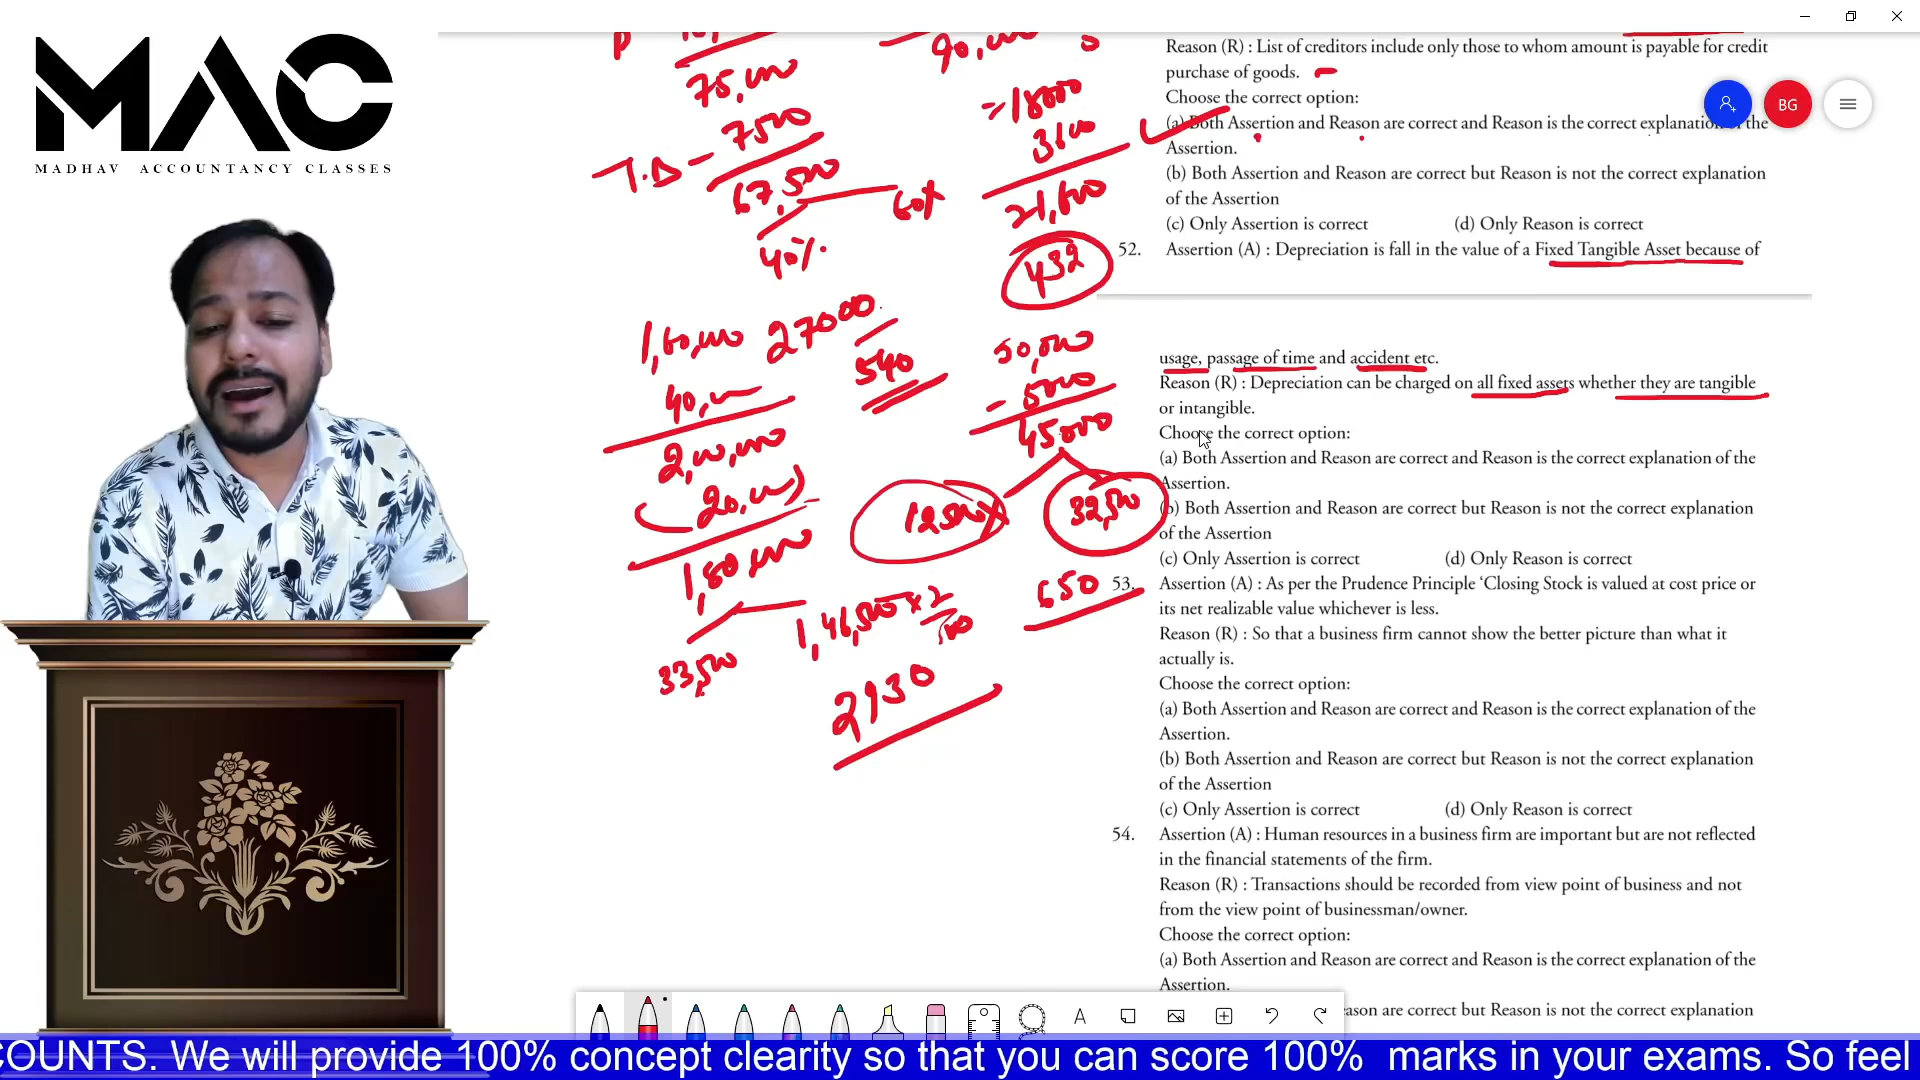 MAC
MADHAV ACCOUNTANCY CLASSES
90,000
75,000
7500
T.D
67,500
60%
40%
=18000
3600
21,600
432
1,60,000
27000
540
40,000
2,00,000
20,000)
1,80,000
33,500
1,46,500 x 2
100
2930
50,000
- 5000
45000
12500
32,500
650
Reason (R) : List of creditors include only those to whom amount is payable for credit
purchase of goods.
BG
Choose the correct option:
(a) Both Assertion and Reason are correct and Reason is the correct explanation of the
Assertion.
(b) Both Assertion and Reason are correct but Reason is not the correct explanation
of the Assertion
(c) Only Assertion is correct (d) Only Reason is correct
52. Assertion (A) : Depreciation is fall in the value of a Fixed Tangible Asset because of
usage, passage of time and accident etc.
Reason (R) : Depreciation can be charged on all fixed assets whether they are tangible
or intangible.
Choose the correct option:
(a) Both Assertion and Reason are correct and Reason is the correct explanation of the
Assertion.
(b) Both Assertion and Reason are correct but Reason is not the correct explanation
of the Assertion
(c) Only Assertion is correct (d) Only Reason is correct
53. Assertion (A) : As per the Prudence Principle ‘Closing Stock is valued at cost price or
its net realizable value whichever is less.
Reason (R) : So that a business firm cannot show the better picture than what it
actually is.
Choose the correct option:
(a) Both Assertion and Reason are correct and Reason is the correct explanation of the
Assertion.
(b) Both Assertion and Reason are correct but Reason is not the correct explanation
of the Assertion
(c) Only Assertion is correct (d) Only Reason is correct
54. Assertion (A) : Human resources in a business firm are important but are not reflected
in the financial statements of the firm.
Reason (R) : Transactions should be recorded from view point of business and not
from the view point of businessman/owner.
Choose the correct option:
(a) Both Assertion and Reason are correct and Reason is the correct explanation of the
Assertion.
ason are correct but Reason is not the correct explanation
COUNTS. We will provide 100% concept clearity so that you can score 100% marks in your exams. So feel